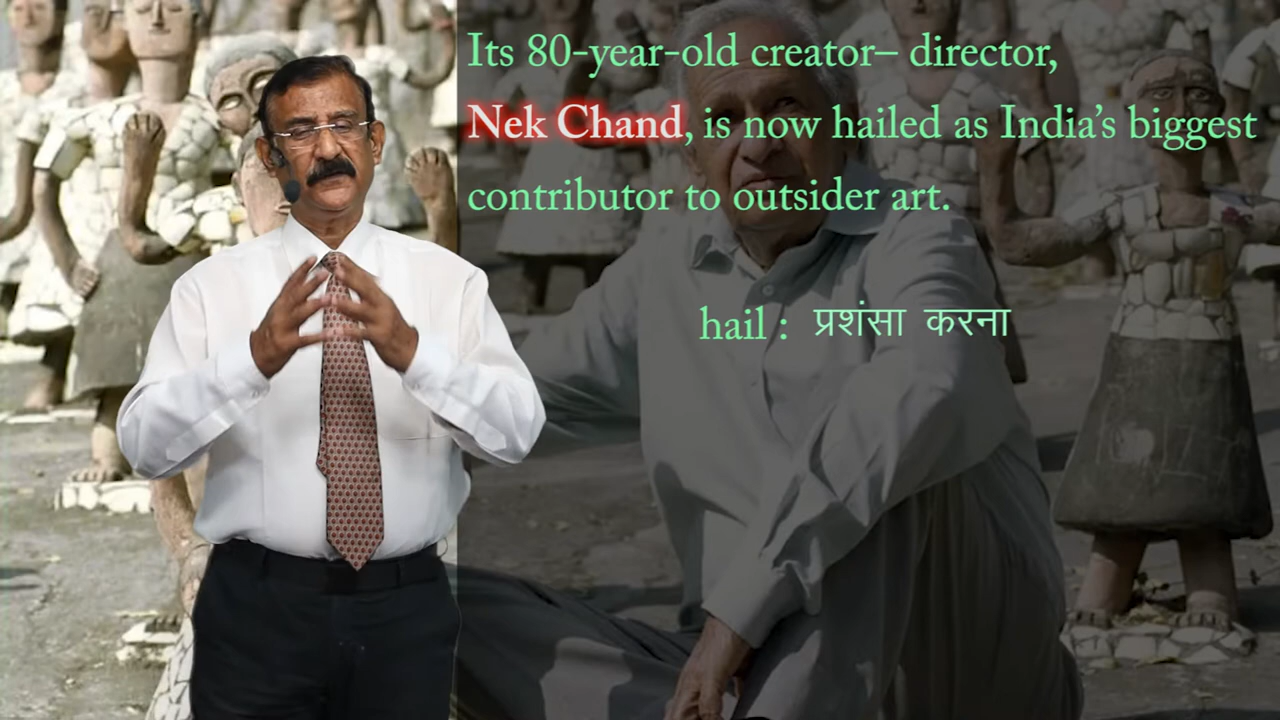 Its 80-year-old creator– director,
Nek Chand, is now hailed as India’s biggest
contributor to outsider art.
hail : प्रशंसा करना